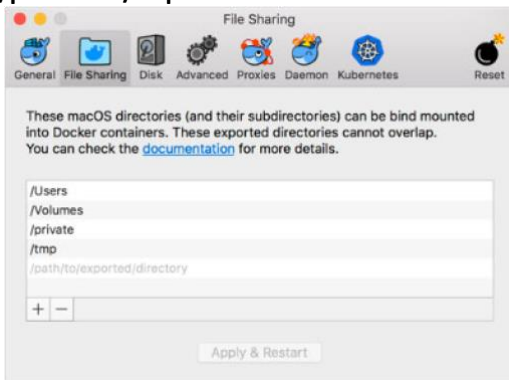 File Sharing
General File Sharing Disk Advanced Proxies Daemon Kubernetes Reset
These macOS directories (and their subdirectories) can be bind mounted
into Docker containers. These exported directories cannot overlap.
You can check the documentation for more details.
/Users
/Volumes
/private
/tmp
/path/to/exported/directory
+ −
Apply & Restart